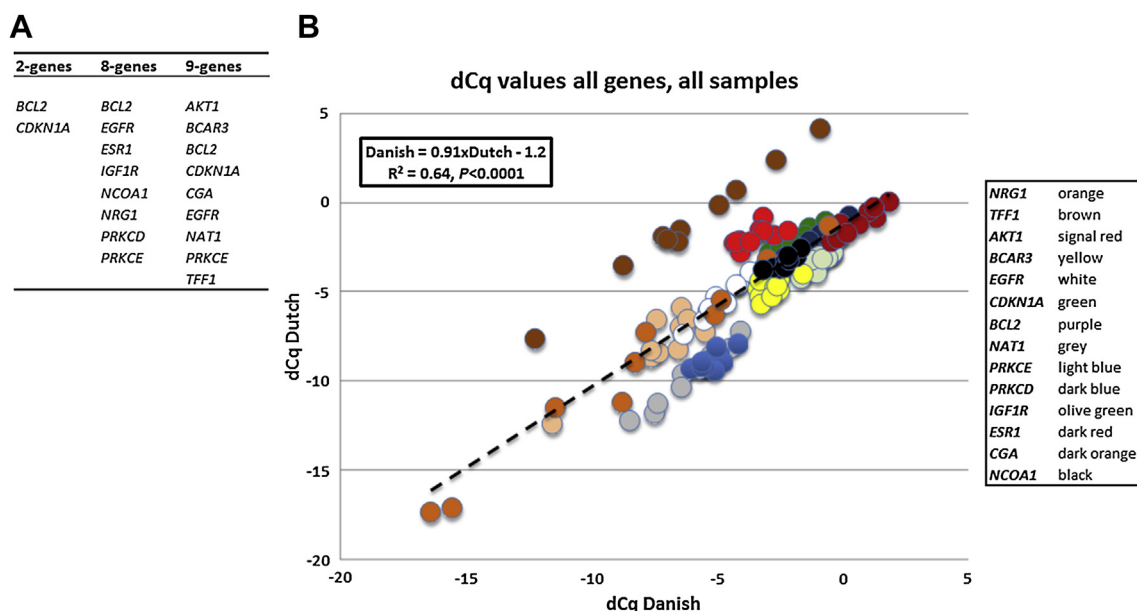 A
2-genes 8-genes 9-genes
BCL2 BCL2 AKT1
CDKN1A EGFR BCAR3
ESR1 BCL2
IGF1R CDKN1A
NCOA1 CGA
NRG1 EGFR
PRKCD NAT1
PRKCE PRKCE
TFF1
B
dCq values all genes, all samples
Danish = 0.91xDutch - 1.2
R² = 0.64, P<0.0001
dCq Dutch
5
0
-5
-10
-15
-20
-20 -15 -10 -5 0 5
dCq Danish
NRG1 orange
TFF1 brown
AKT1 signal red
BCAR3 yellow
EGFR white
CDKN1A green
BCL2 purple
NAT1 grey
PRKCE light blue
PRKCD dark blue
IGF1R olive green
ESR1 dark red
CGA dark orange
NCOA1 black